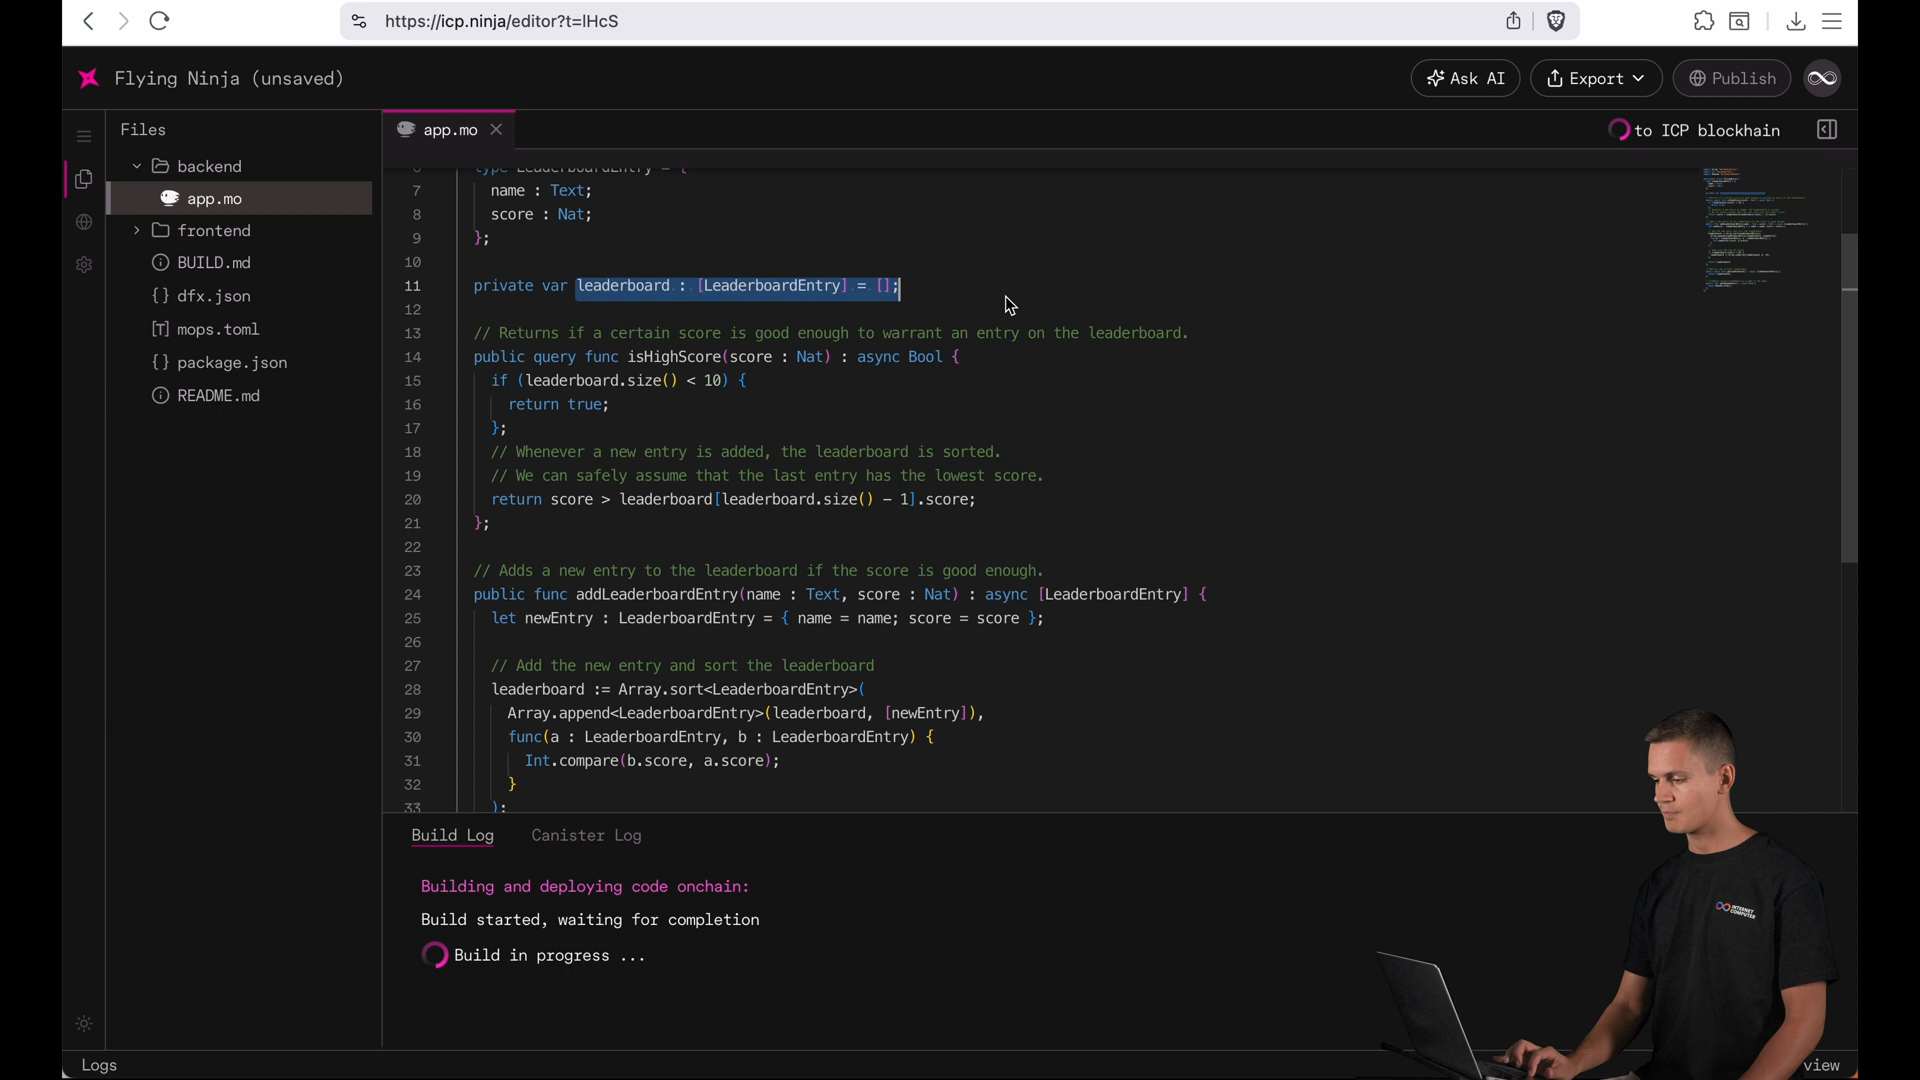 https://icp.ninja/editor?t=lHcS
Flying Ninja (unsaved)
Ask AI
Export
Publish
Files
app.mo
to ICP blockhain
backend
app.mo
frontend
BUILD.md
{} dfx.json
[T] mops.toml
{} package.json
README.md
type LeaderboardEntry = {
7 name : Text;
8 score : Nat;
9 };
10
11 private var leaderboard : [LeaderboardEntry] = [];
12
13 // Returns if a certain score is good enough to warrant an entry on the leaderboard.
14 public query func isHighScore(score : Nat) : async Bool {
15 if (leaderboard.size() < 10) {
16 return true;
17 };
18 // Whenever a new entry is added, the leaderboard is sorted.
19 // We can safely assume that the last entry has the lowest score.
20 return score > leaderboard[leaderboard.size() - 1].score;
21 };
22
23 // Adds a new entry to the leaderboard if the score is good enough.
24 public func addLeaderboardEntry(name : Text, score : Nat) : async [LeaderboardEntry] {
25 let newEntry : LeaderboardEntry = { name = name; score = score };
26
27 // Add the new entry and sort the leaderboard
28 leaderboard := Array.sort<LeaderboardEntry>(
29 Array.append<LeaderboardEntry>(leaderboard, [newEntry]),
30 func(a : LeaderboardEntry, b : LeaderboardEntry) {
31 Int.compare(b.score, a.score);
32 }
33 );
Build Log
Canister Log
Building and deploying code onchain:
Build started, waiting for completion
Build in progress ...
INTERNET
COMPUTER
Logs
view